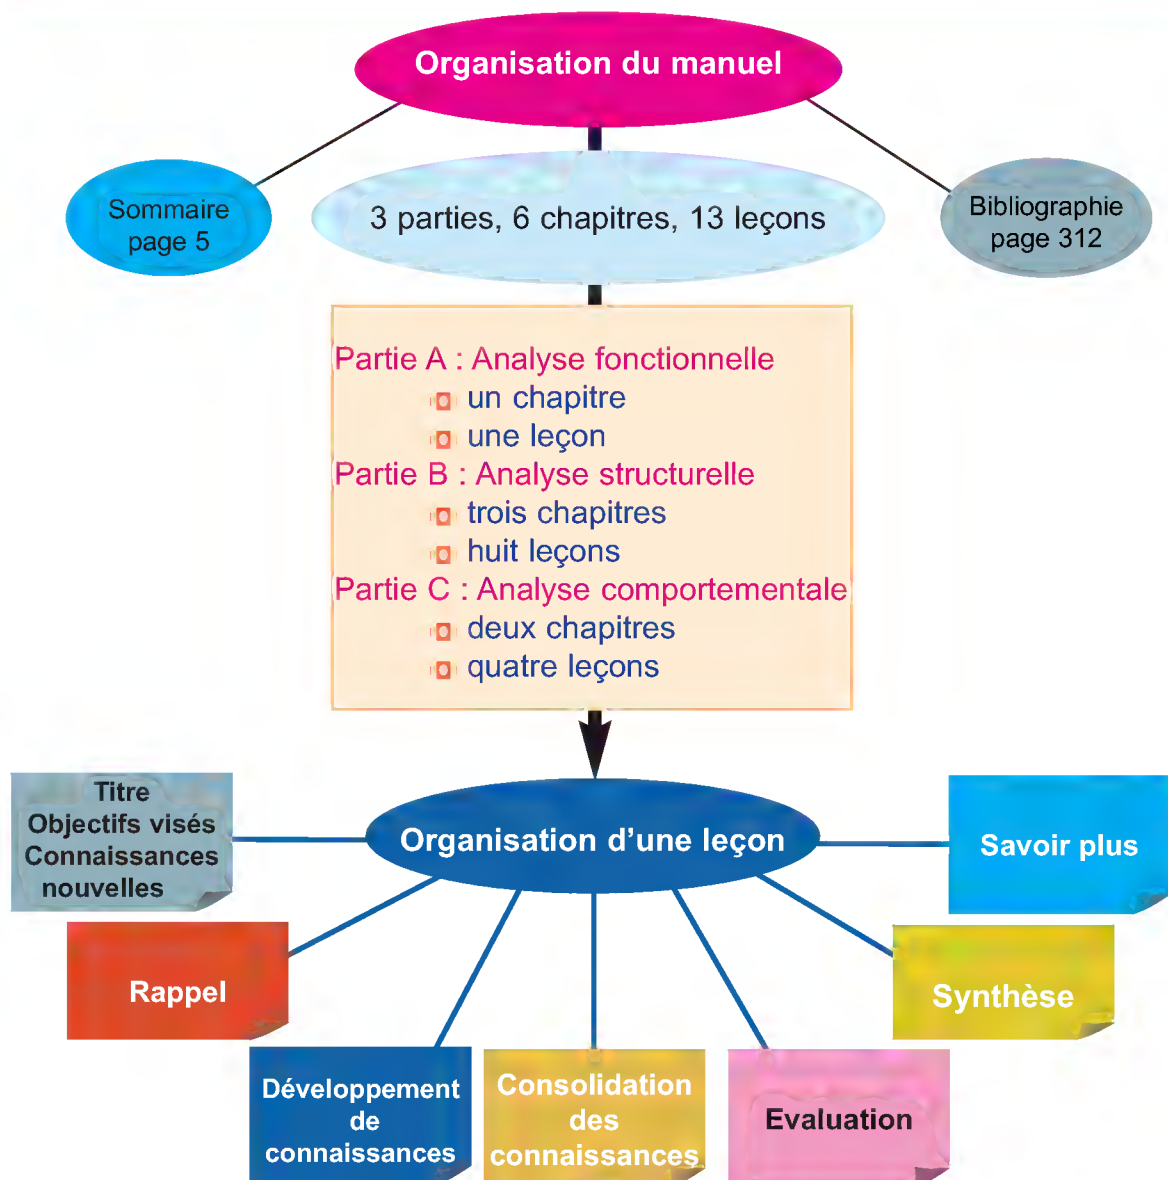 Organisation du manuel
Sommaire
page 5
3 parties, 6 chapitres, 13 leçons
Bibliographie
page 312
Partie A : Analyse fonctionnelle
un chapitre
une leçon
Partie B : Analyse structurelle
trois chapitres
huit leçons
Partie C : Analyse comportementale
deux chapitres
quatre leçons
Organisation d’une leçon
Titre
Objectifs visés
Connaissances
nouvelles
Rappel
Développement
de
connaissances
Consolidation
des
connaissances
Evaluation
Synthèse
Savoir plus